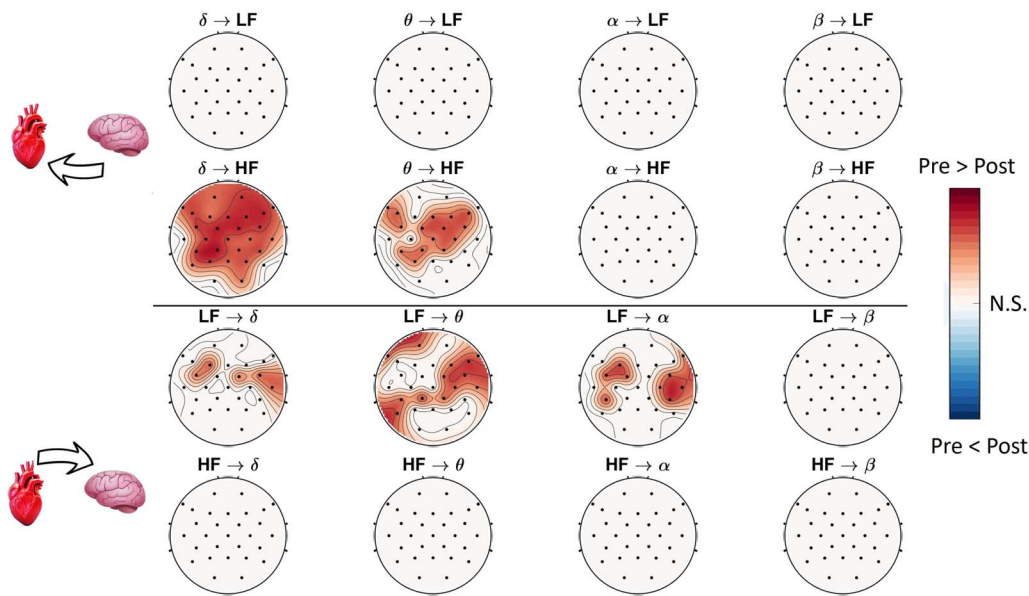 δ → LF
θ → LF
α → LF
β → LF
δ → HF
θ → HF
α → HF
β → HF
Pre > Post
N.S.
Pre < Post
LF → δ
LF → θ
LF → α
LF → β
HF → δ
HF → θ
HF → α
HF → β